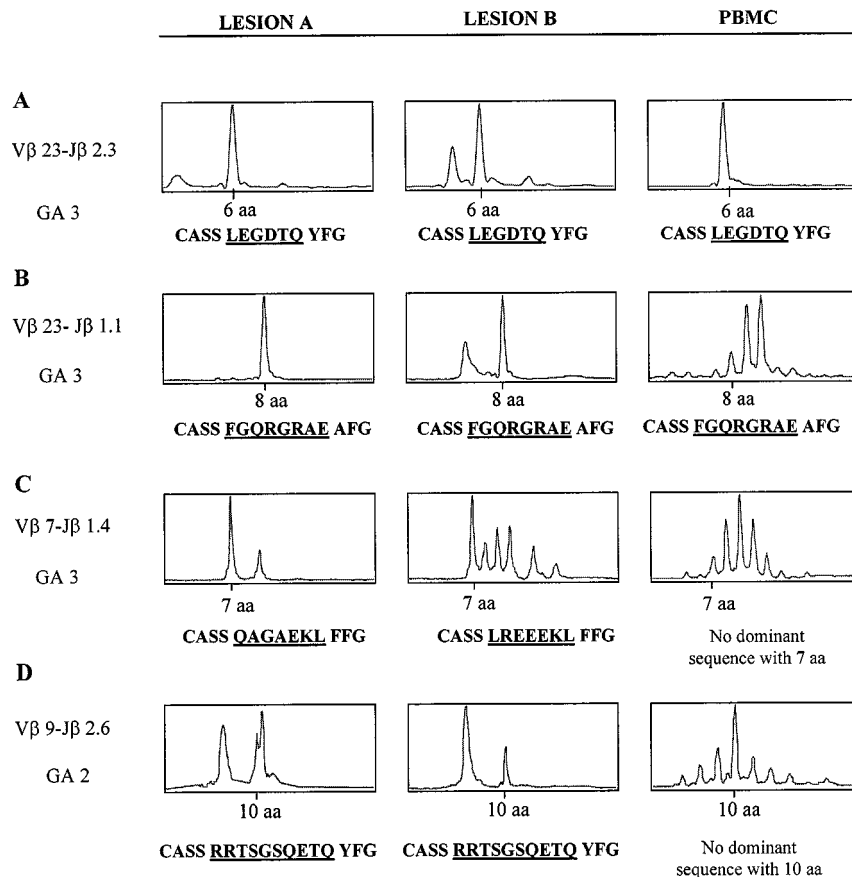 LESION A LESION B PBMC
A
Vβ 23-Jβ 2.3
GA 3
6 aa 6 aa 6 aa
CASS LEGDTQ YFG CASS LEGDTQ YFG CASS LEGDTQ YFG
B
Vβ 23- Jβ 1.1
GA 3
8 aa 8 aa 8 aa
CASS FGQRGRAE AFG CASS FGQRGRAE AFG CASS FGQRGRAE AFG
C
Vβ 7-Jβ 1.4
GA 3
7 aa 7 aa 7 aa
CASS QAGAEKL FFG CASS LREEEKL FFG No dominant
sequence with 7 aa
D
Vβ 9-Jβ 2.6
GA 2
10 aa 10 aa 10 aa
CASS RRTSGSQETQ YFG CASS RRTSGSQETQ YFG No dominant
sequence with 10 aa